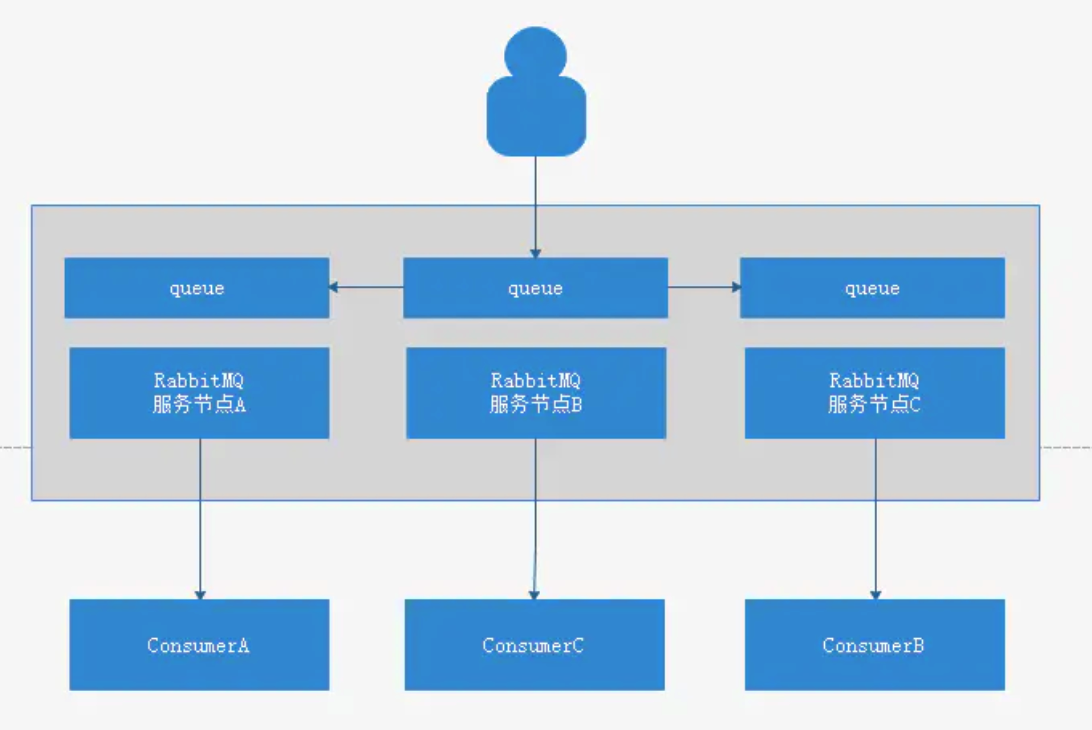 queue
queue
queue
RabbitMQ
服务节点A
RabbitMQ
服务节点B
RabbitMQ
服务节点C
ConsumerA
ConsumerC
ConsumerB